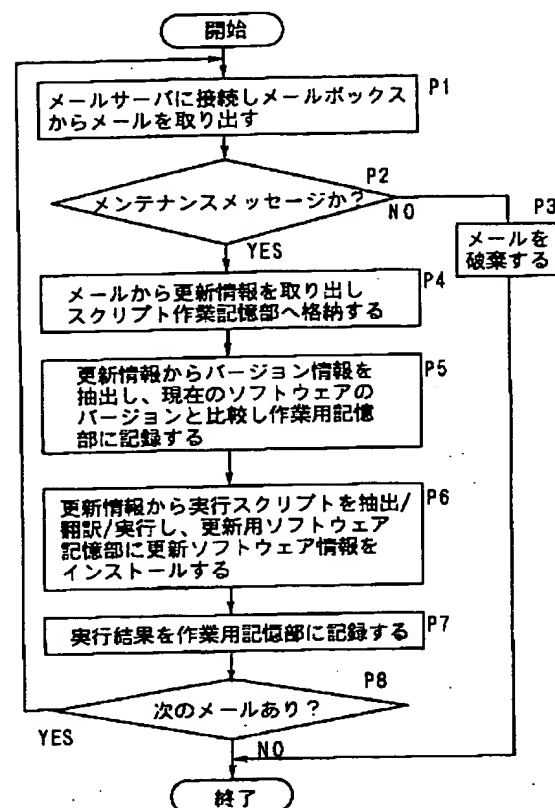 開始
P1
メールサーバに接続しメールボックス
からメールを取り出す
P2
メンテナンスメッセージか?
NO
P3
メールを
破棄する
YES
P4
メールから更新情報を取り出し
スクリプト作業記憶部へ格納する
P5
更新情報からバージョン情報を
抽出し、現在のソフトウェアの
バージョンと比較し作業用記憶
部に記録する
P6
更新情報から実行スクリプトを抽出/
翻訳/実行し、更新用ソフトウェア
記憶部に更新ソフトウェア情報を
インストールする
P7
実行結果を作業用記憶部に記録する
P8
次のメールあり?
YES
NO
終了